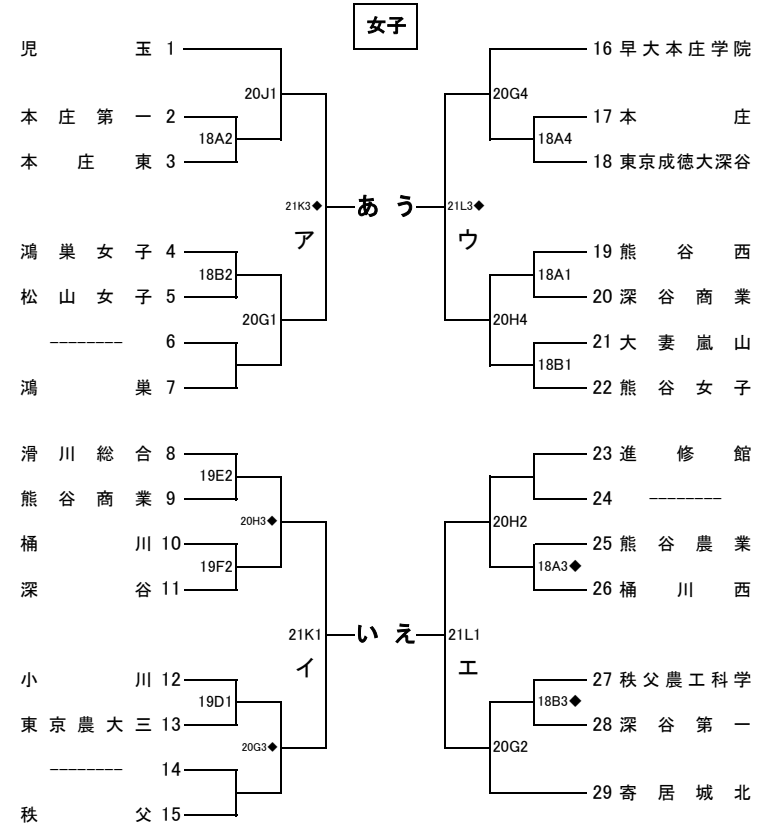 女子
児玉 1
16 早大本庄学院
20J1
20G4
本庄第一 2
17 本庄
18A2
18A4
本庄東 3
18 東京成徳大深谷
21K3◆
あ う
21L3◆
ア
ウ
鴻巣女子 4
19 熊谷西
18B2
18A1
松山女子 5
20 深谷商業
20G1
20H4
-------- 6
21 大妻嵐山
18B1
鴻巣 7
22 熊谷女子
滑川総合 8
23 進修館
19E2
熊谷商業 9
24 --------
20H3◆
20H2
桶川 10
25 熊谷農業
19F2
18A3◆
深谷 11
26 桶川西
21K1
い え
21L1
イ
エ
小川 12
27 秩父農工科学
19D1
18B3◆
東京農大三 13
28 深谷第一
20G3◆
20G2
-------- 14
29 寄居城北
秩父 15